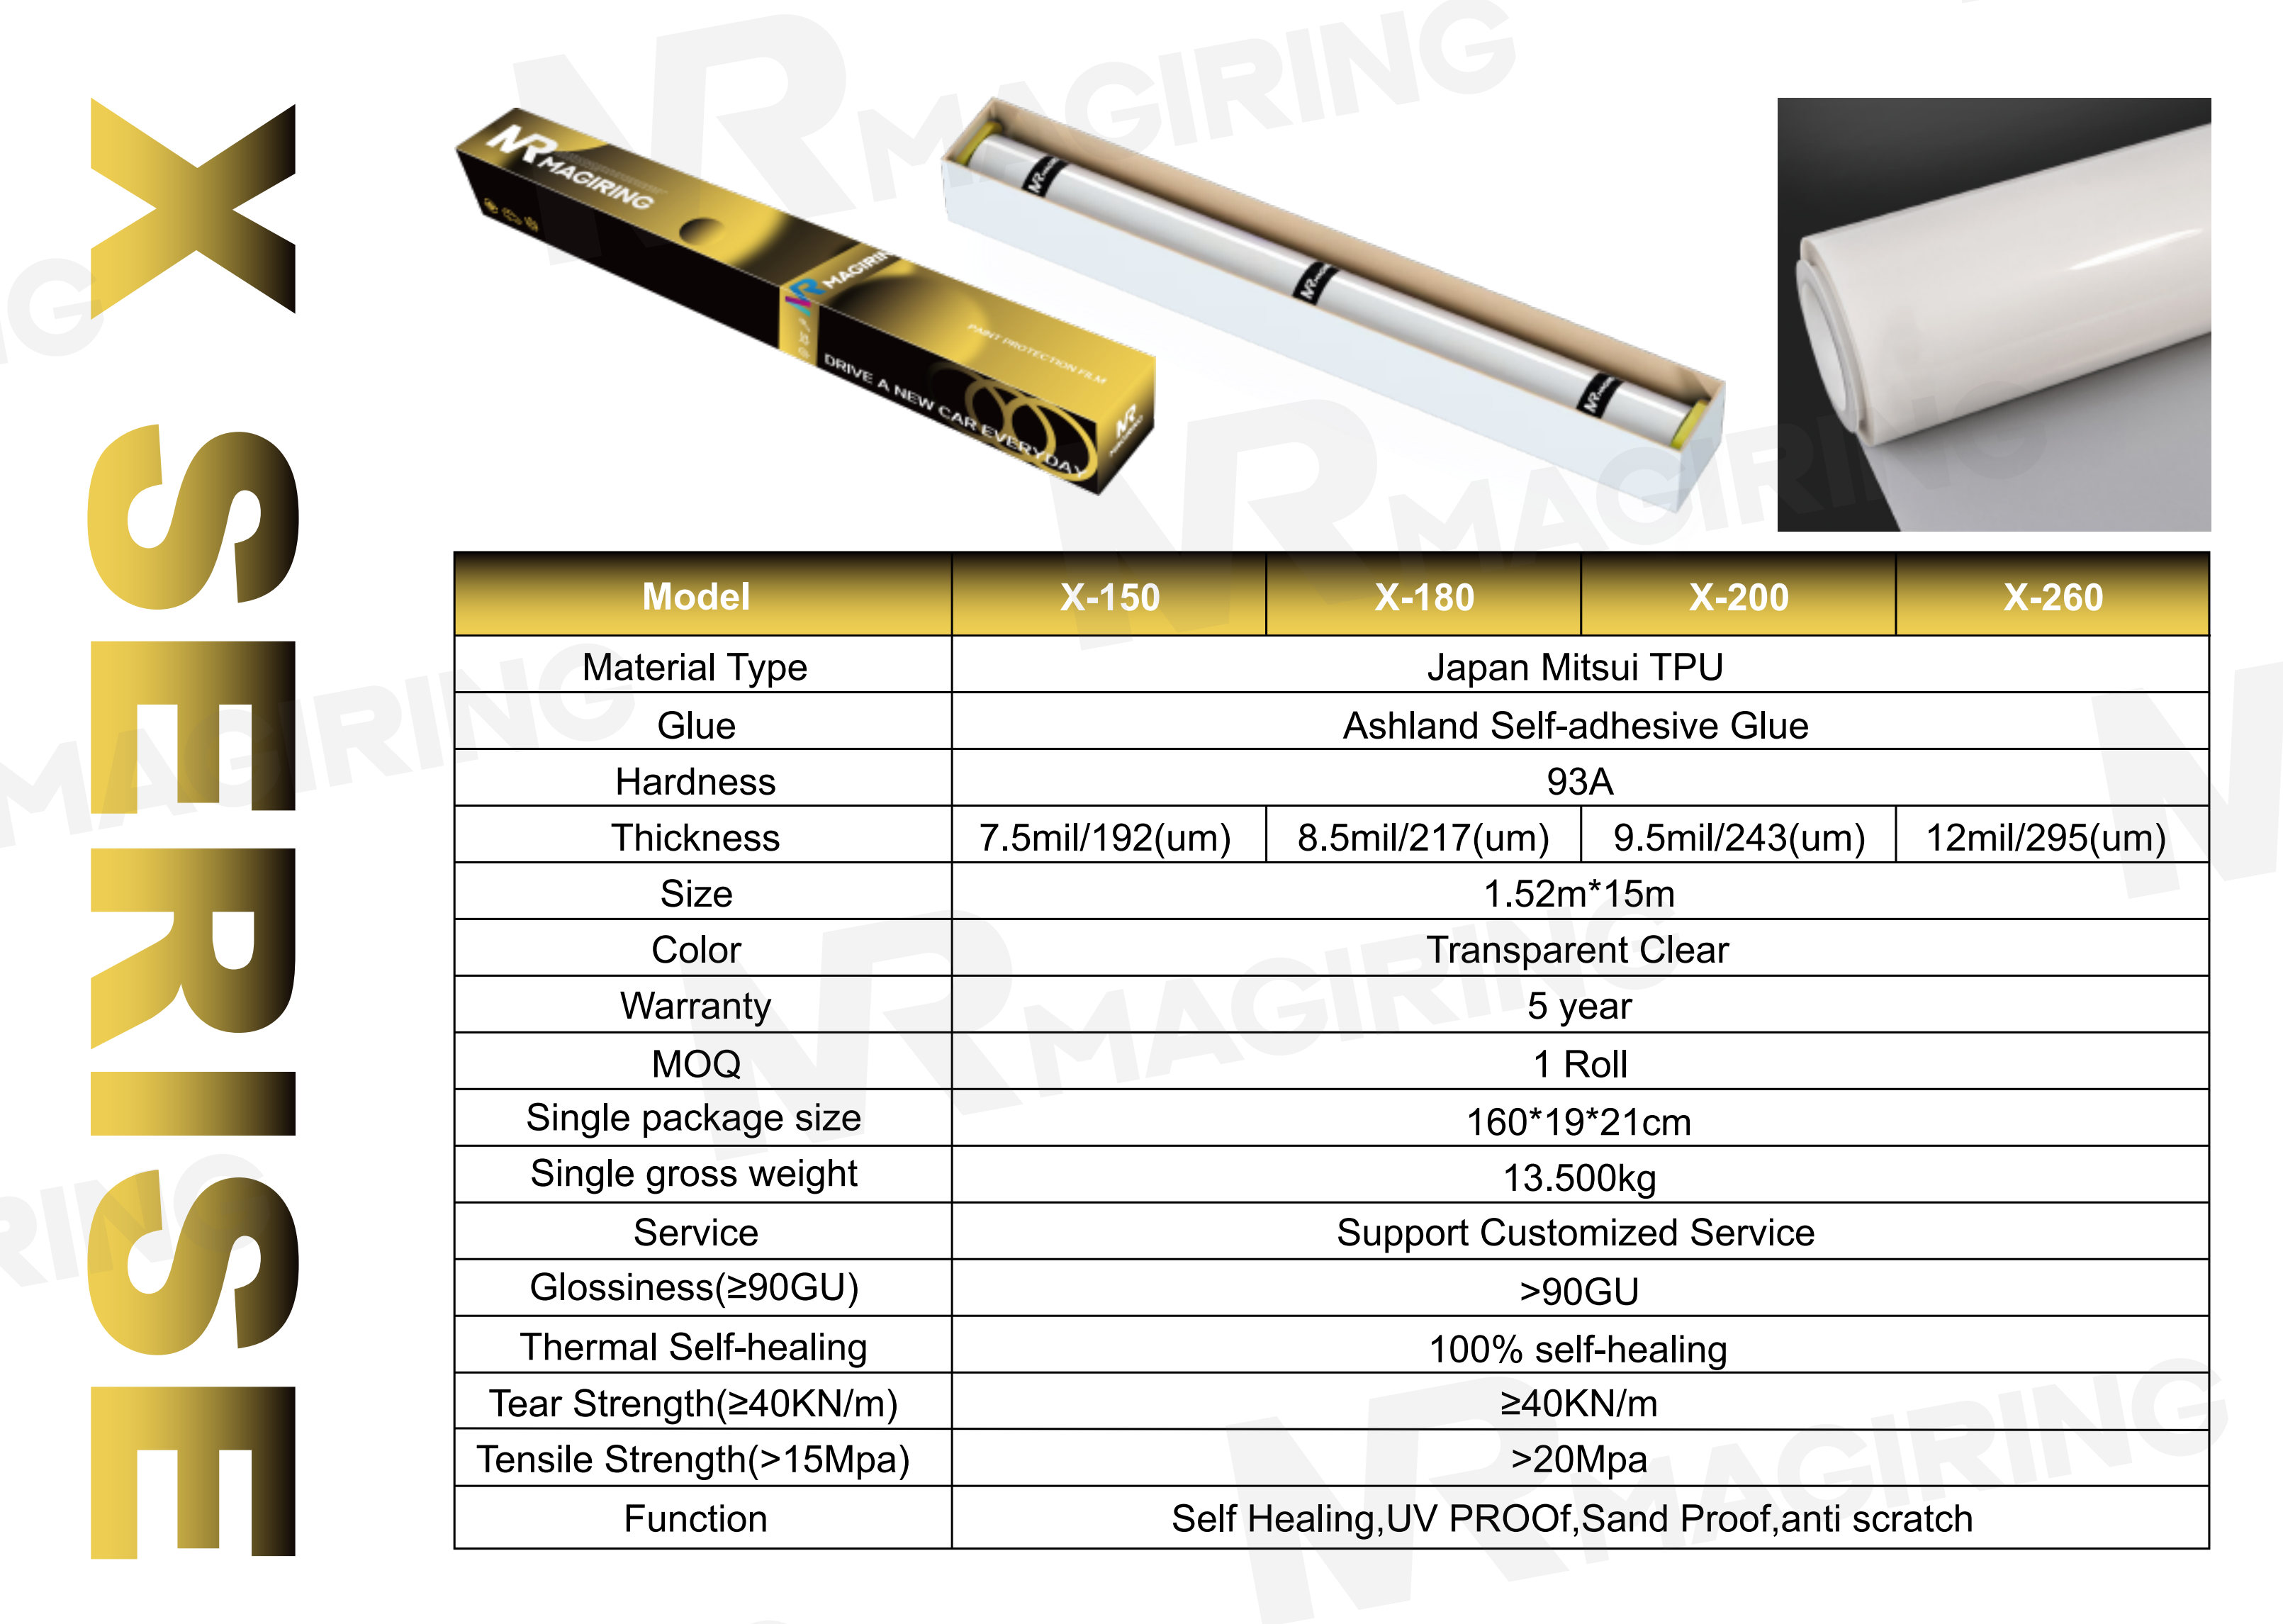 X SERISE
MR MAGIRING
MAGIRING
PAINT PROTECTION FILM
DRIVE A NEW CAR EVERYDAY
Model X-150 X-180 X-200 X-260
Material Type Japan Mitsui TPU
Glue Ashland Self-adhesive Glue
Hardness 93A
Thickness 7.5mil/192(um) 8.5mil/217(um) 9.5mil/243(um) 12mil/295(um)
Size 1.52m*15m
Color Transparent Clear
Warranty 5 year
MOQ 1 Roll
Single package size 160*19*21cm
Single gross weight 13.500kg
Service Support Customized Service
Glossiness(≥90GU) >90GU
Thermal Self-healing 100% self-healing
Tear Strength(≥40KN/m) ≥40KN/m
Tensile Strength(>15Mpa) >20Mpa
Function Self Healing,UV PROOf,Sand Proof,anti scratch